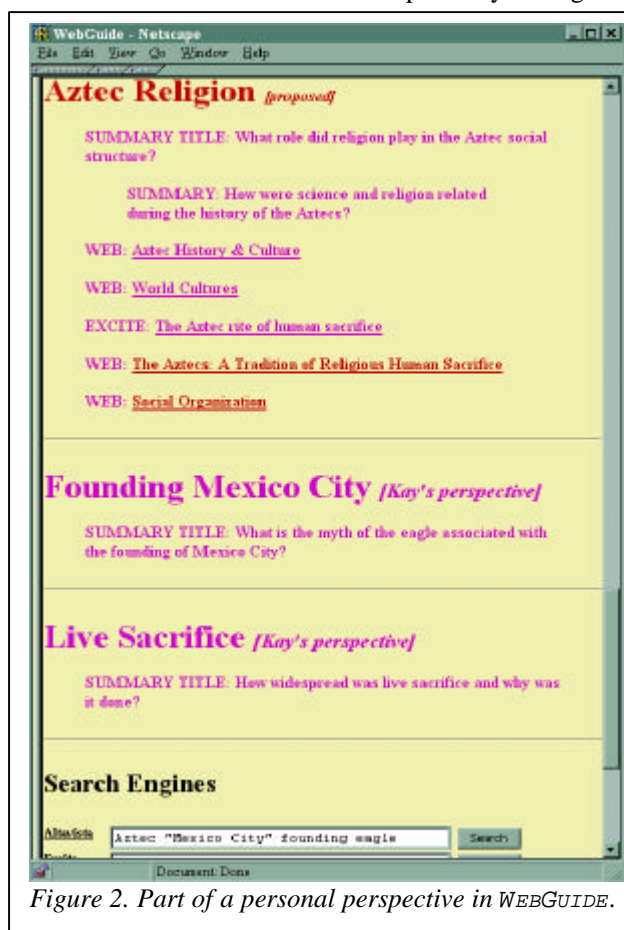 WebGuide - Netscape
File Edit View Go Window Help
Aztec Religion [proposed]
SUMMARY TITLE: What role did religion play in the Aztec social
structure?
SUMMARY: How were science and religion related
during the history of the Aztecs?
WEB: Aztec History & Culture
WEB: World Cultures
EXCITE: The Aztec rite of human sacrifice
WEB: The Aztecs: A Tradition of Religious Human Sacrifice
WEB: Social Organization
Founding Mexico City [Kay's perspective]
SUMMARY TITLE: What is the myth of the eagle associated with
the founding of Mexico City?
Live Sacrifice [Kay's perspective]
SUMMARY TITLE: How widespread was live sacrifice and why was
it done?
Search Engines
AltaVista Aztec "Mexico City" founding eagle Search
Document: Done
Figure 2. Part of a personal perspective in WEBGUIDE.